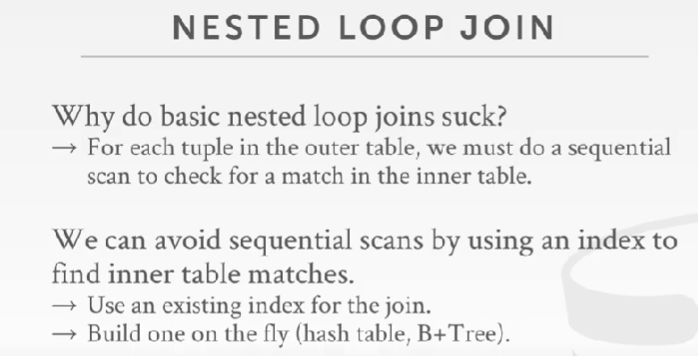 NESTED LOOP JOIN
Why do basic nested loop joins suck?
→ For each tuple in the outer table, we must do a sequential
scan to check for a match in the inner table.
We can avoid sequential scans by using an index to
find inner table matches.
→ Use an existing index for the join.
→ Build one on the fly (hash table, B+Tree).